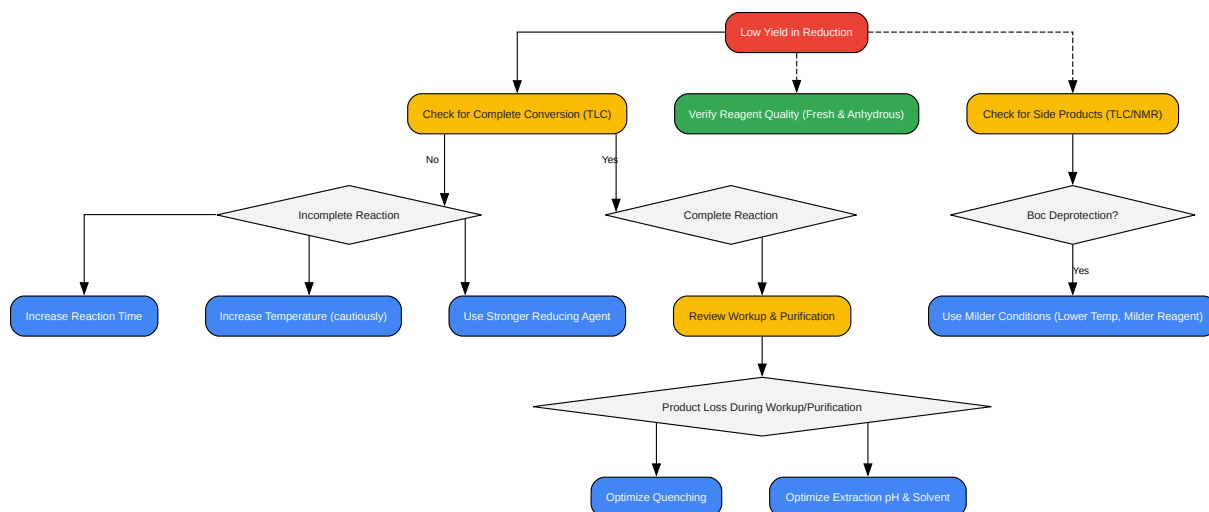 Low Yield in Reduction
Check for Complete Conversion (TLC)
Verify Reagent Quality (Fresh & Anhydrous)
Check for Side Products (TLC/NMR)
No
Yes
Incomplete Reaction
Complete Reaction
Boc Deprotection?
Yes
Increase Reaction Time
Increase Temperature (cautiously)
Use Stronger Reducing Agent
Review Workup & Purification
Use Milder Conditions (Lower Temp, Milder Reagent)
Product Loss During Workup/Purification
Optimize Quenching
Optimize Extraction pH & Solvent